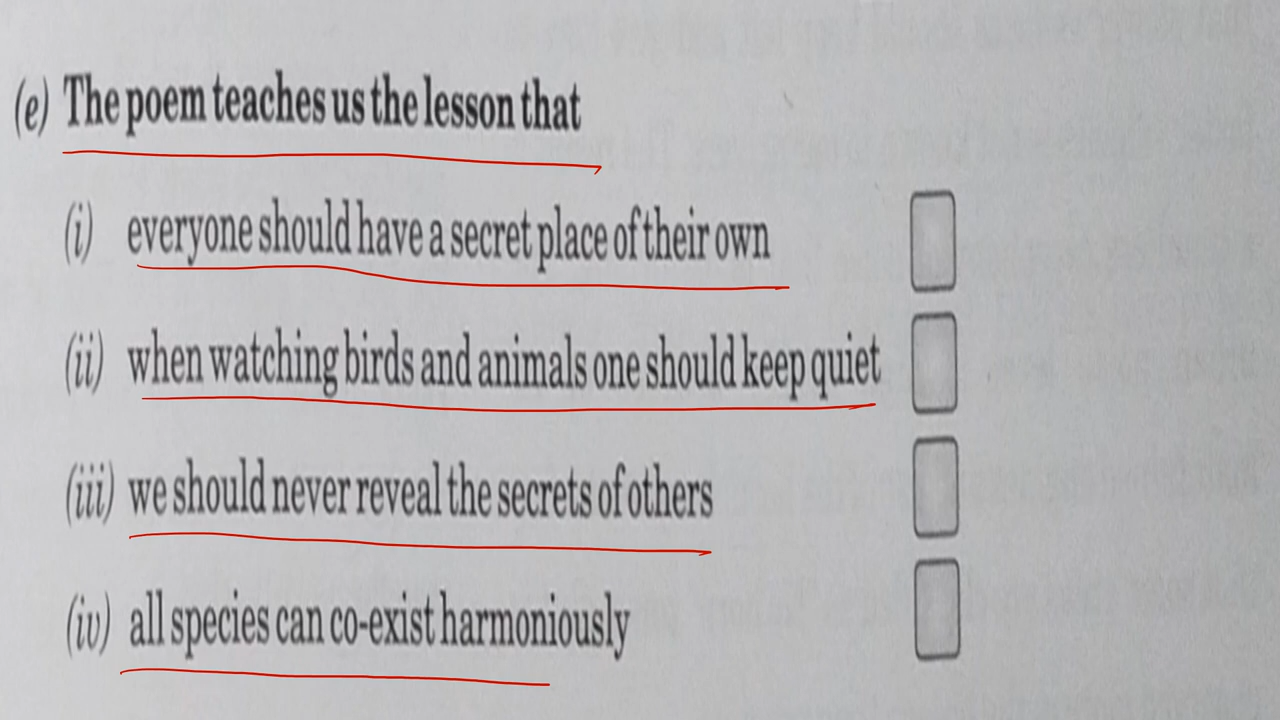 (e) The poem teaches us the lesson that
(i) everyone should have a secret place of their own
(ii) when watching birds and animals one should keep quiet
(iii) we should never reveal the secrets of others
(iv) all species can co-exist harmoniously